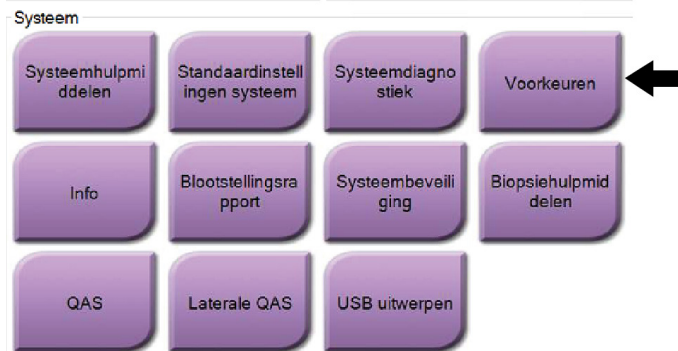 Systeem
Systeemhulpmi
ddelen
Standaardinstell
ingen systeem
Systeemdiagno
stiek
Voorkeuren
Info
Blootstellingsra
pport
Systeembeveili
ging
Biopsiehulpmid
delen
QAS
Laterale QAS
USB uitwerpen